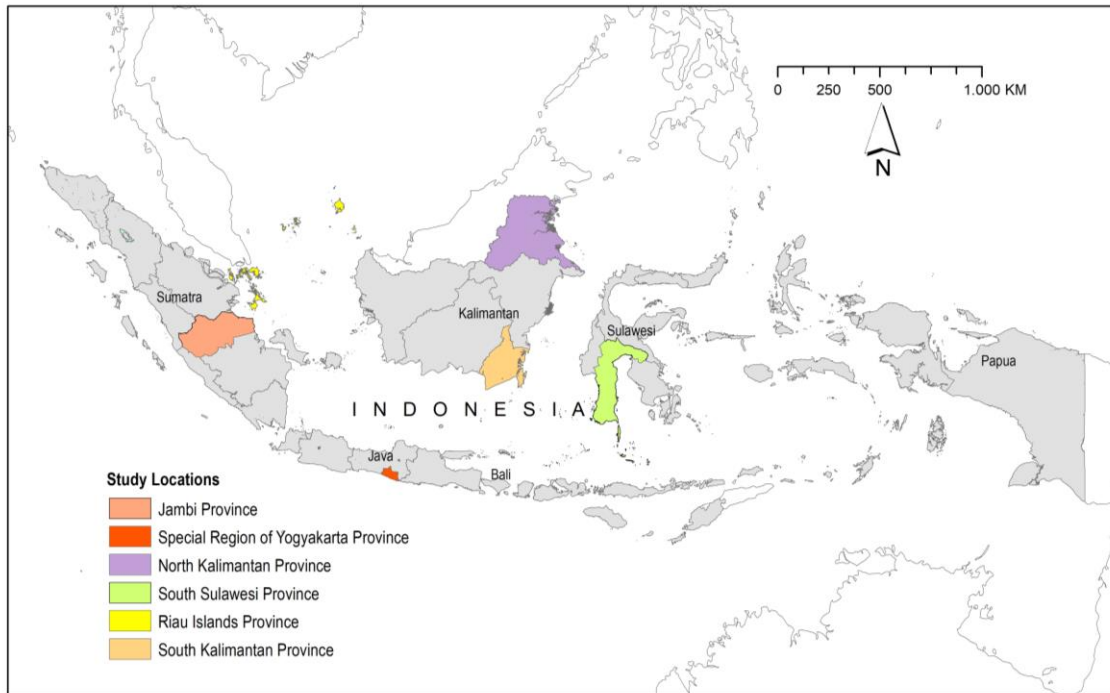 0 250 500 1.000 KM
N
Sumatra
Kalimantan
Sulawesi
Papua
I N D O N E S I A
Java
Bali
Study Locations
Jambi Province
Special Region of Yogyakarta Province
North Kalimantan Province
South Sulawesi Province
Riau Islands Province
South Kalimantan Province